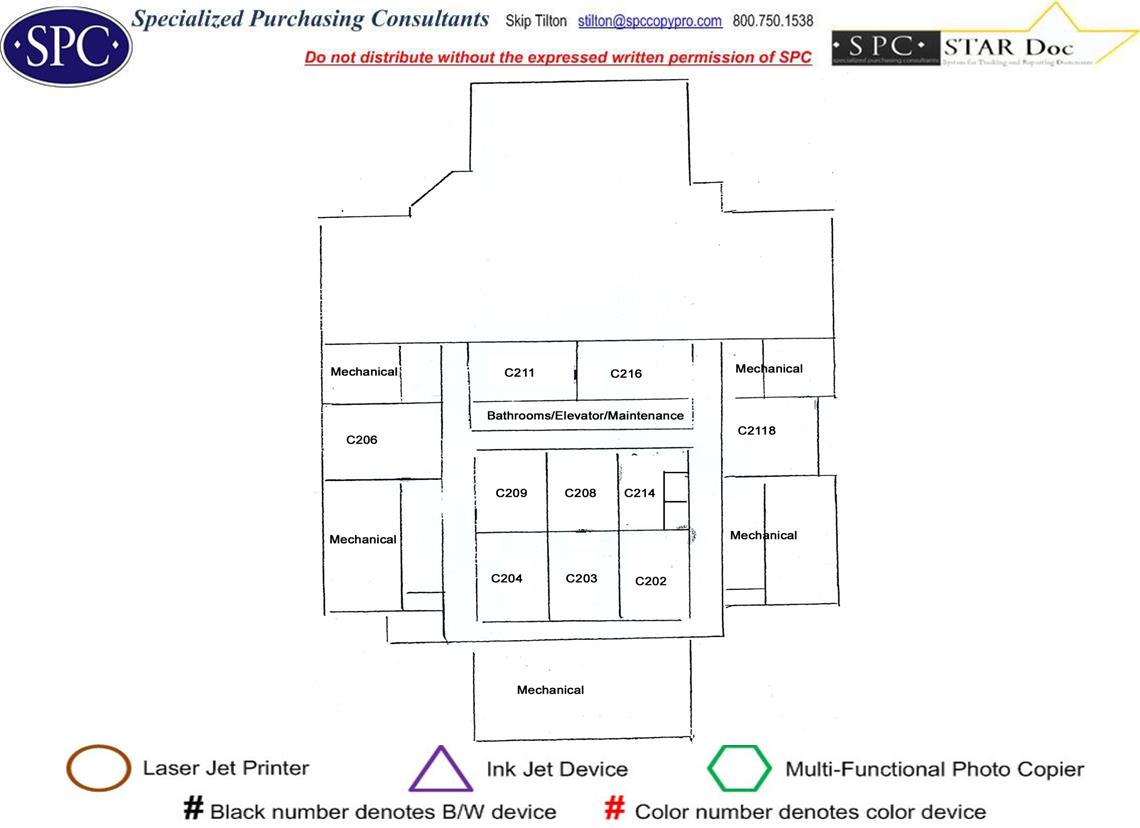 ·SPC· Specialized Purchasing Consultants Skip Tilton stilton@spccopypro.com 800.750.1538
Do not distribute without the expressed written permission of SPC
· S P C · STAR Doc
specialized purchasing consultants System for Tracking and Reporting Documents
Mechanical C211 C216 Mechanical
Bathrooms/Elevator/Maintenance
C206 C2118
C209 C208 C214
Mechanical Mechanical
C204 C203 C202
Mechanical
Laser Jet Printer Ink Jet Device Multi-Functional Photo Copier
# Black number denotes B/W device # Color number denotes color device